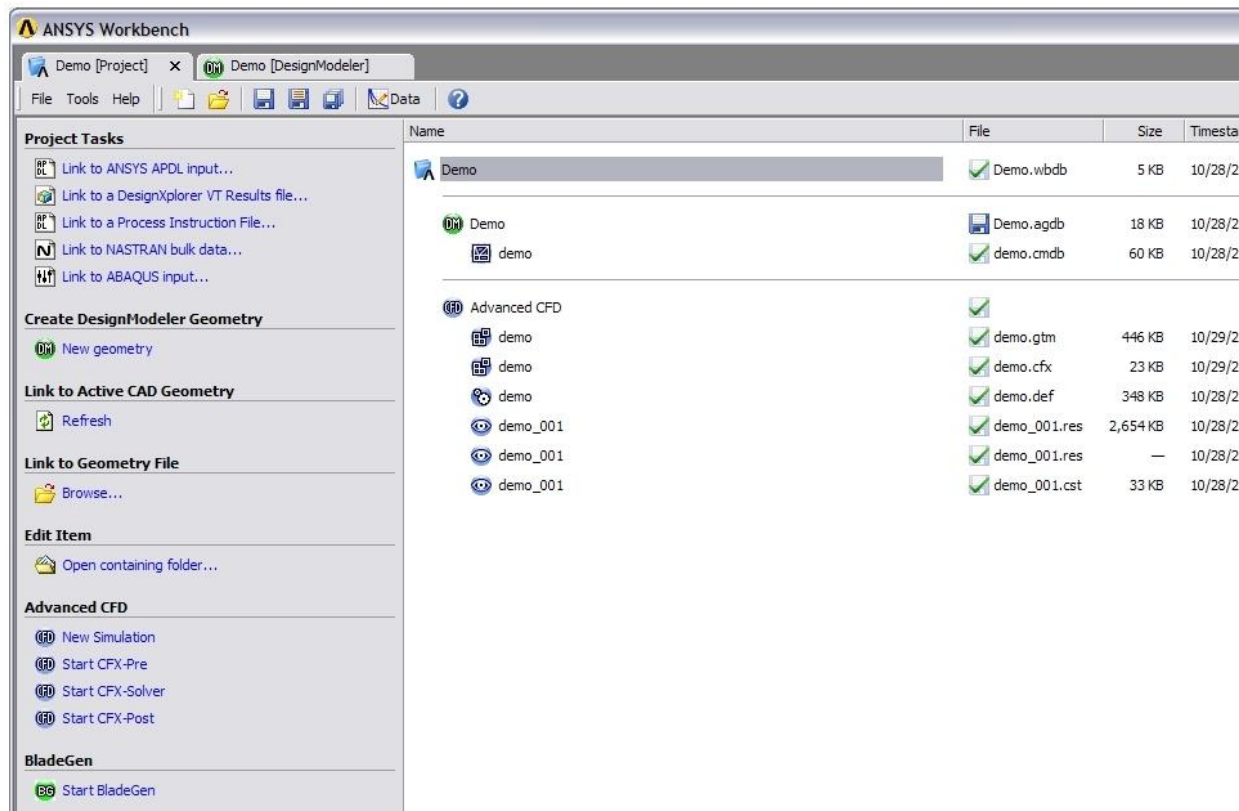 ANSYS Workbench
Demo [Project] Demo [DesignModeler]
File Tools Help Data
Project Tasks
Link to ANSYS APDL input...
Link to a DesignXplorer VT Results file...
Link to a Process Instruction File...
Link to NASTRAN bulk data...
Link to ABAQUS input...
Create DesignModeler Geometry
New geometry
Link to Active CAD Geometry
Refresh
Link to Geometry File
Browse...
Edit Item
Open containing folder...
Advanced CFD
New Simulation
Start CFX-Pre
Start CFX-Solver
Start CFX-Post
BladeGen
Start BladeGen
Name File Size Timesta
Demo Demo.wbdb 5 KB 10/28/2
Demo Demo.agdb 18 KB 10/28/2
demo demo.cmdb 60 KB 10/28/2
Advanced CFD
demo demo.gtm 446 KB 10/29/2
demo demo.cfx 23 KB 10/29/2
demo demo.def 348 KB 10/28/2
demo_001 demo_001.res 2,654 KB 10/28/2
demo_001 demo_001.res — 10/28/2
demo_001 demo_001.cst 33 KB 10/28/2